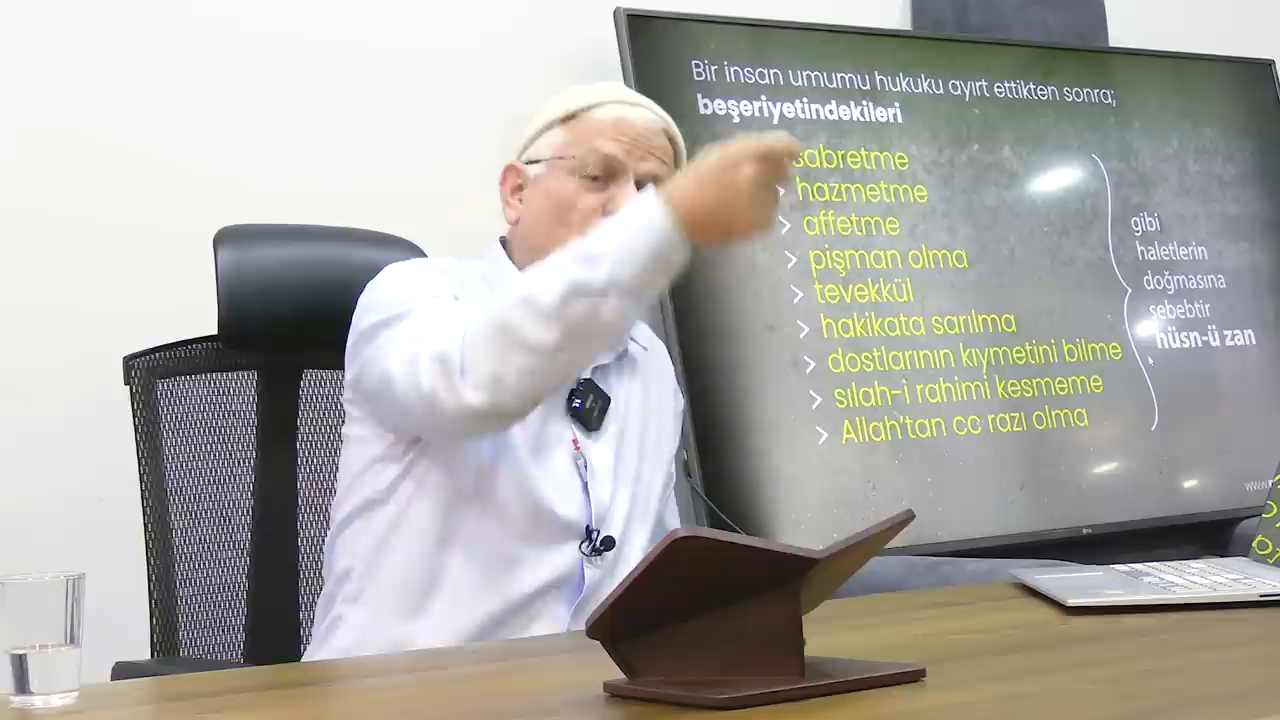 Bir insan umumu hukuku ayırt ettikten sonra;
beşeriyetindekileri
sabretme
> hazmetme
> affetme
> pişman olma
> tevekkül
> hakikata sarılma
> dostlarının kıymetini bilme
> sılah-i rahimi kesmeme
> Allah'tan cc razı olma
gibi
haletlerin
doğmasına
sebebtir
hüsn-ü zan
www.